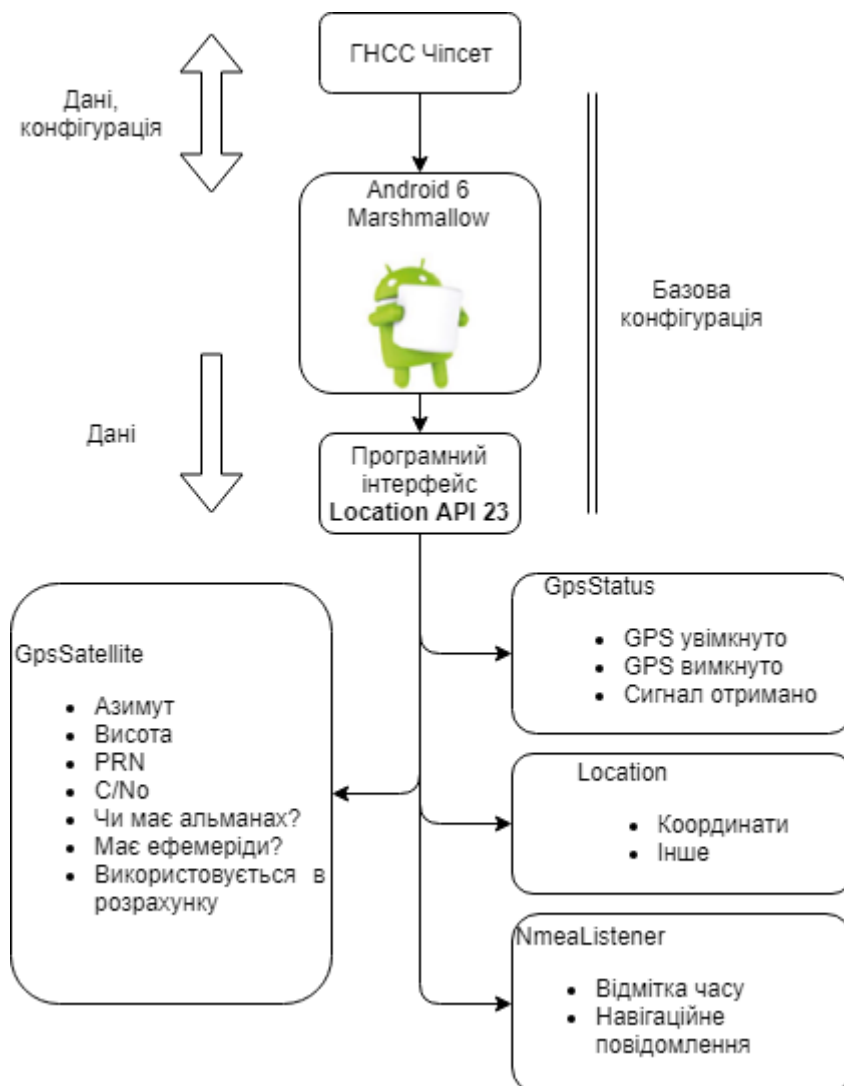 ГНСС Чіпсет
Дані,
конфігурація
Android 6
Marshmallow
Базова
конфігурація
Дані
Програмний
інтерфейс
Location API 23
GpsSatellite
• Азимут
• Висота
• PRN
• C/No
• Чи має альманах?
• Має ефемеріди?
• Використовується в
розрахунку
GpsStatus
• GPS увімкнуто
• GPS вимкнуто
• Сигнал отримано
Location
• Координати
• Інше
NmeaListener
• Відмітка часу
• Навігаційне
повідомлення